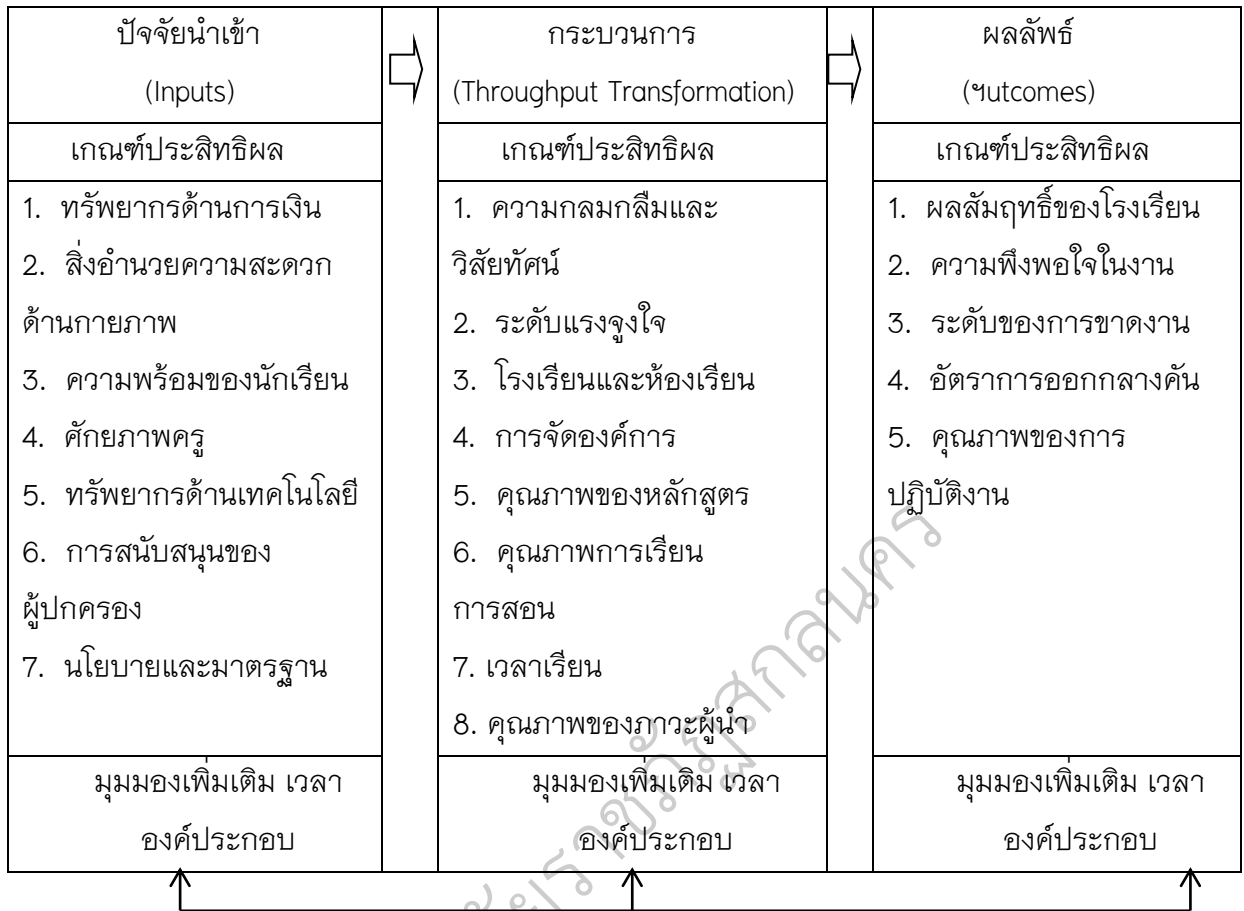 ปัจจัยนำเข้า
(Inputs)
เกณฑ์ประสิทธิผล
1. ทรัพยากรด้านการเงิน
2. สิ่งอำนวยความสะดวก
ด้านกายภาพ
3. ความพร้อมของนักเรียน
4. ศักยภาพครู
5. ทรัพยากรด้านเทคโนโลยี
6. การสนับสนุนของ
ผู้ปกครอง
7. นโยบายและมาตรฐาน
มุมมองเพิ่มเติม เวลา
องค์ประกอบ
กระบวนการ
(Throughput Transformation)
เกณฑ์ประสิทธิผล
1. ความกลมกลืมและ
วิสัยทัศน์
2. ระดับแรงจูงใจ
3. โรงเรียนและห้องเรียน
4. การจัดองค์การ
5. คุณภาพของหลักสูตร
6. คุณภาพการเรียน
การสอน
7. เวลาเรียน
8. คุณภาพของภาวะผู้นำ
มุมมองเพิ่มเติม เวลา
องค์ประกอบ
ผลลัพธ์
(ฯutcomes)
เกณฑ์ประสิทธิผล
1. ผลสัมฤทธิ์ของโรงเรียน
2. ความพึงพอใจในงาน
3. ระดับของการขาดงาน
4. อัตราการออกกลางคัน
5. คุณภาพของการ
ปฏิบัติงาน
มุมมองเพิ่มเติม เวลา
องค์ประกอบ